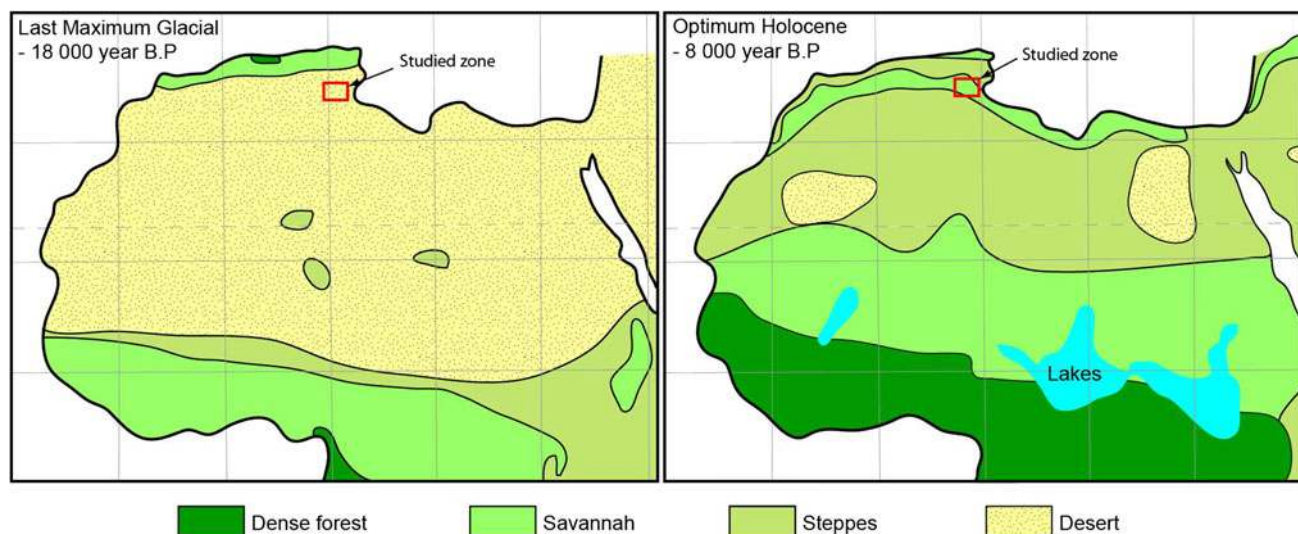 Last Maximum Glacial
- 18 000 year B.P
Studied zone
Optimum Holocene
- 8 000 year B.P
Studied zone
Lakes
Dense forest
Savannah
Steppes
Desert